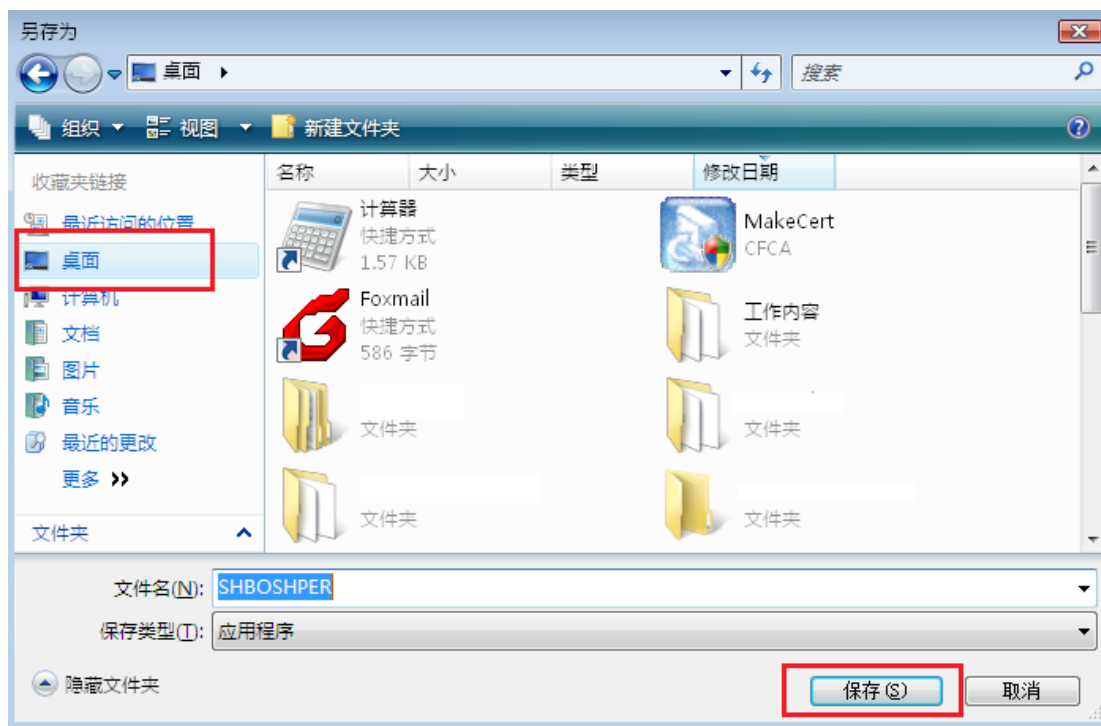 另存为
桌面
搜索
组织 视图 新建文件夹
收藏夹链接
最近访问的位置
桌面
计算机
文档
图片
音乐
最近的更改
更多 >>
文件夹
名称 大小 类型 修改日期
计算器
快捷方式
1.57 KB
MakeCert
CFCA
Foxmail
快捷方式
586 字节
工作内容
文件夹
文件夹
文件夹
文件夹
文件夹
文件名(N): SHBOSHPER
保存类型(T): 应用程序
隐藏文件夹
保存(S) 取消